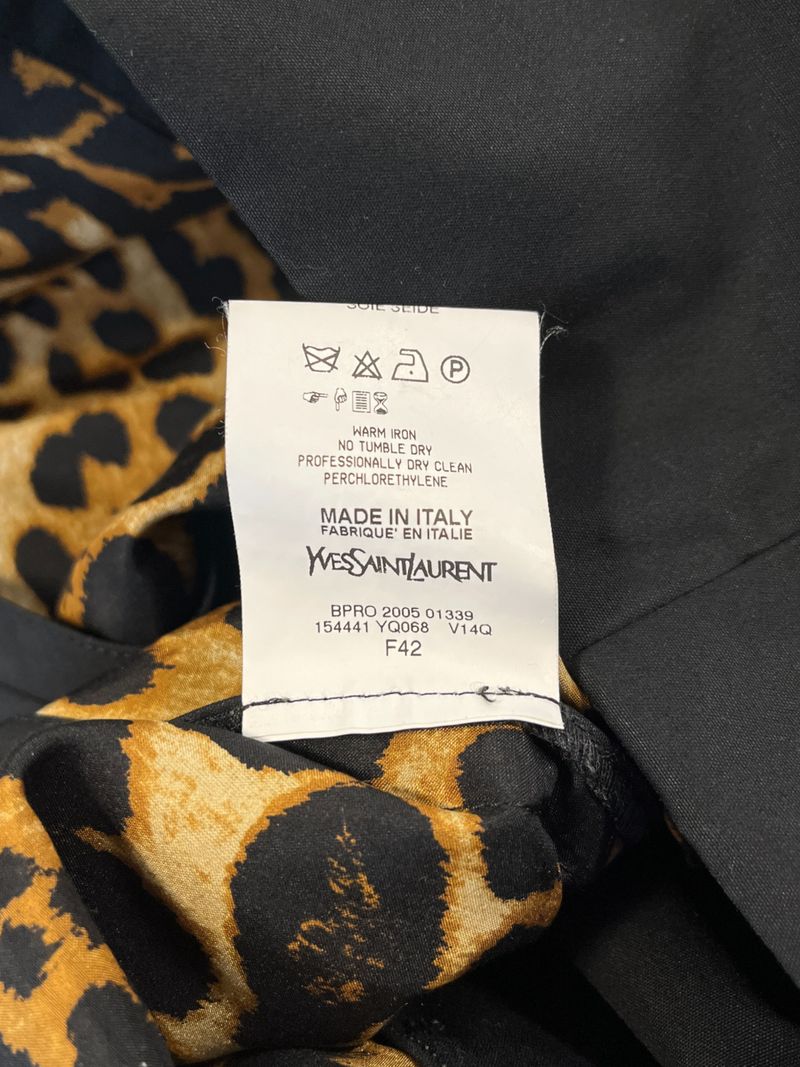 SOIE SEIDE
WARM IRON
NO TUMBLE DRY
PROFESSIONALLY DRY CLEAN
PERCHLORETHYLENE
MADE IN ITALY
FABRIQUE' EN ITALIE
YVESSAINTLAURENT
BPRO 2005 01339
154441 YQ068 V14Q
F42